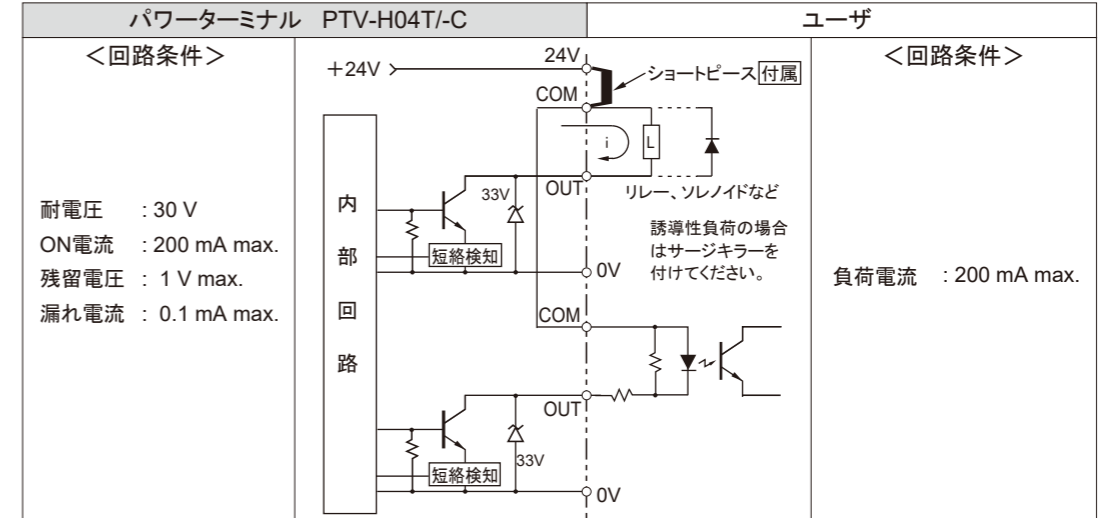 パワーターミナル PTV-H04T/-C
ユーザ
＜回路条件＞
耐電圧 : 30 V
ON電流 : 200 mA max.
残留電圧 : 1 V max.
漏れ電流 : 0.1 mA max.
＋24V
24V
ショートピース 付属
COM
i
L
OUT
33V
リレー、ソレノイドなど
内部回路
短絡検知
誘導性負荷の場合
はサージキラーを
付けてください。
0V
COM
OUT
33V
短絡検知
0V
＜回路条件＞
負荷電流 : 200 mA max.